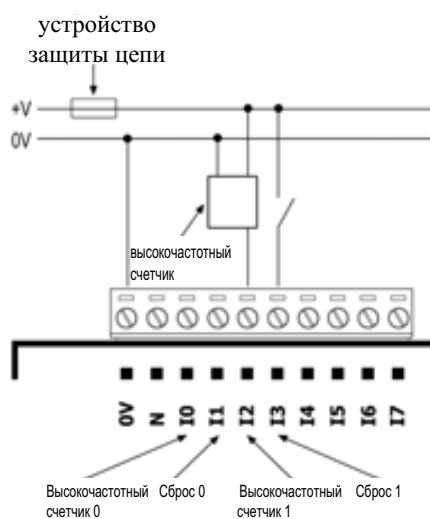 устройство
защиты цепи
+V
0V
высокочастотный
счетчик
0V N I0 I1 I2 I3 I4 I5 I6 I7
Высокочастотный Сброс 0 Высокочастотный Сброс 1
счетчик 0 счетчик 1